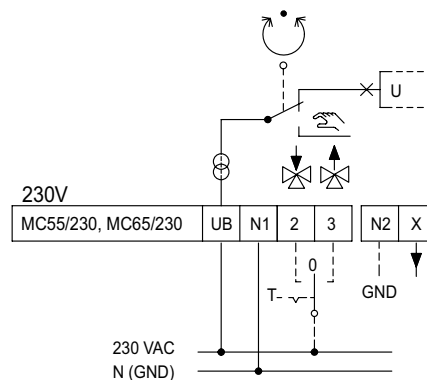 U
230V
MC55/230, MC65/230 UB N1 2 3 N2 X
0
T
GND
230 VAC
N (GND)